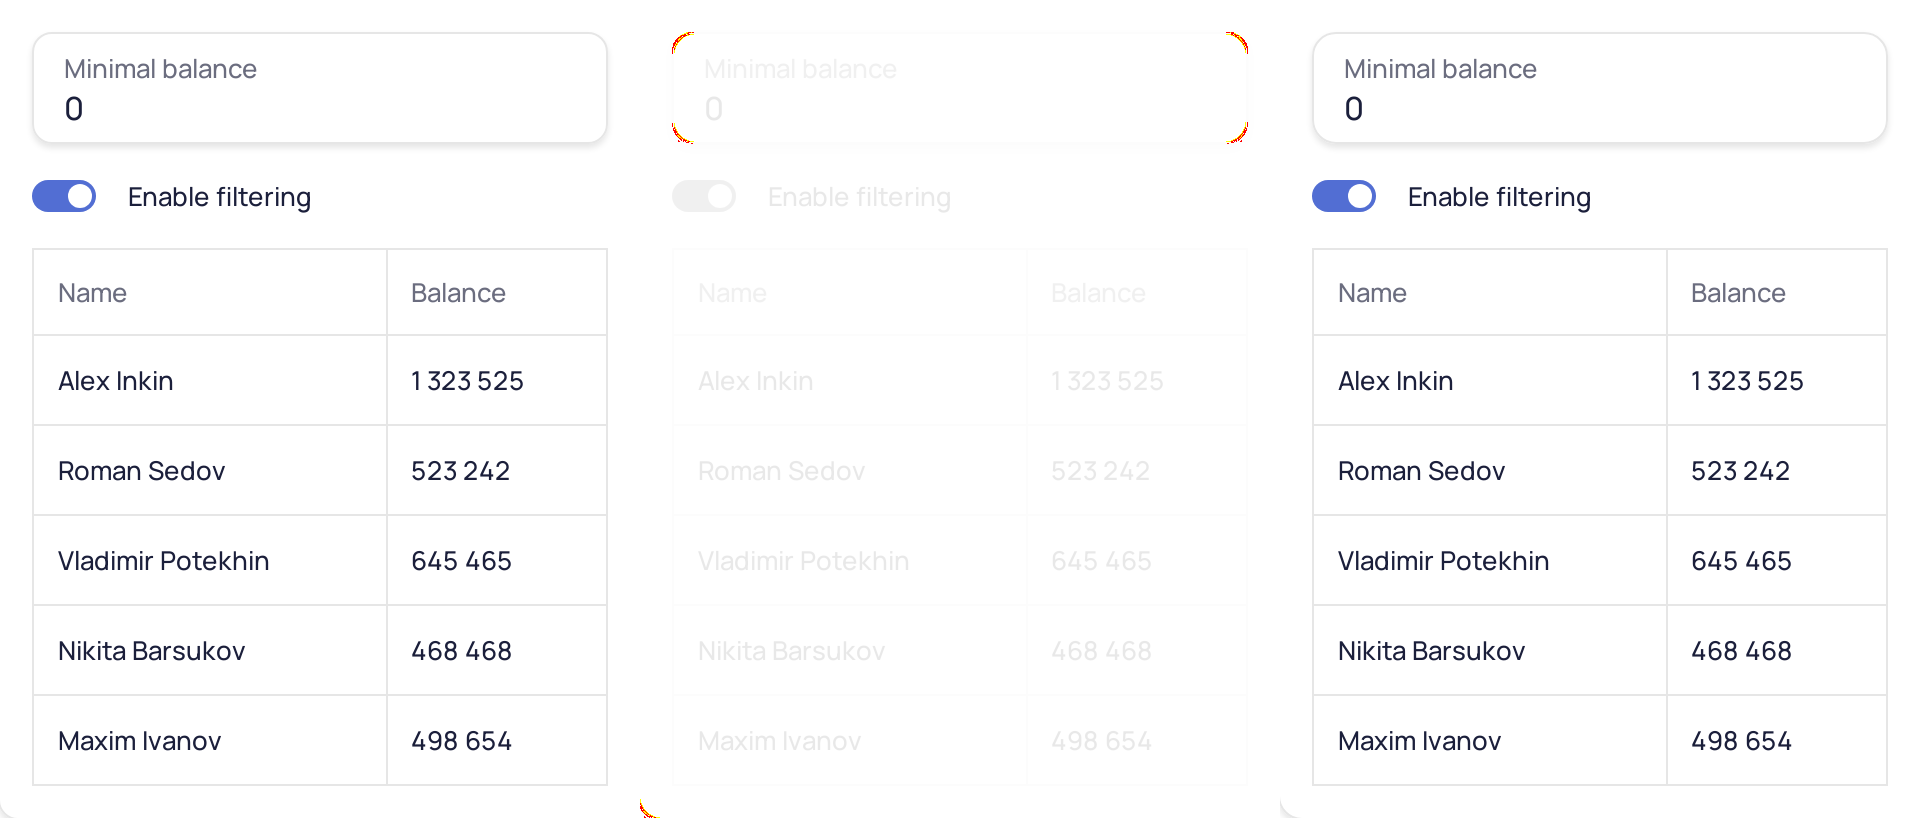 Minimal balance
0
Enable filtering
Name Balance
Alex Inkin 1 323 525
Roman Sedov 523 242
Vladimir Potekhin 645 465
Nikita Barsukov 468 468
Maxim Ivanov 498 654
Minimal balance
0
Enable filtering
Name Balance
Alex Inkin 1 323 525
Roman Sedov 523 242
Vladimir Potekhin 645 465
Nikita Barsukov 468 468
Maxim Ivanov 498 654
Minimal balance
0
Enable filtering
Name Balance
Alex Inkin 1 323 525
Roman Sedov 523 242
Vladimir Potekhin 645 465
Nikita Barsukov 468 468
Maxim Ivanov 498 654